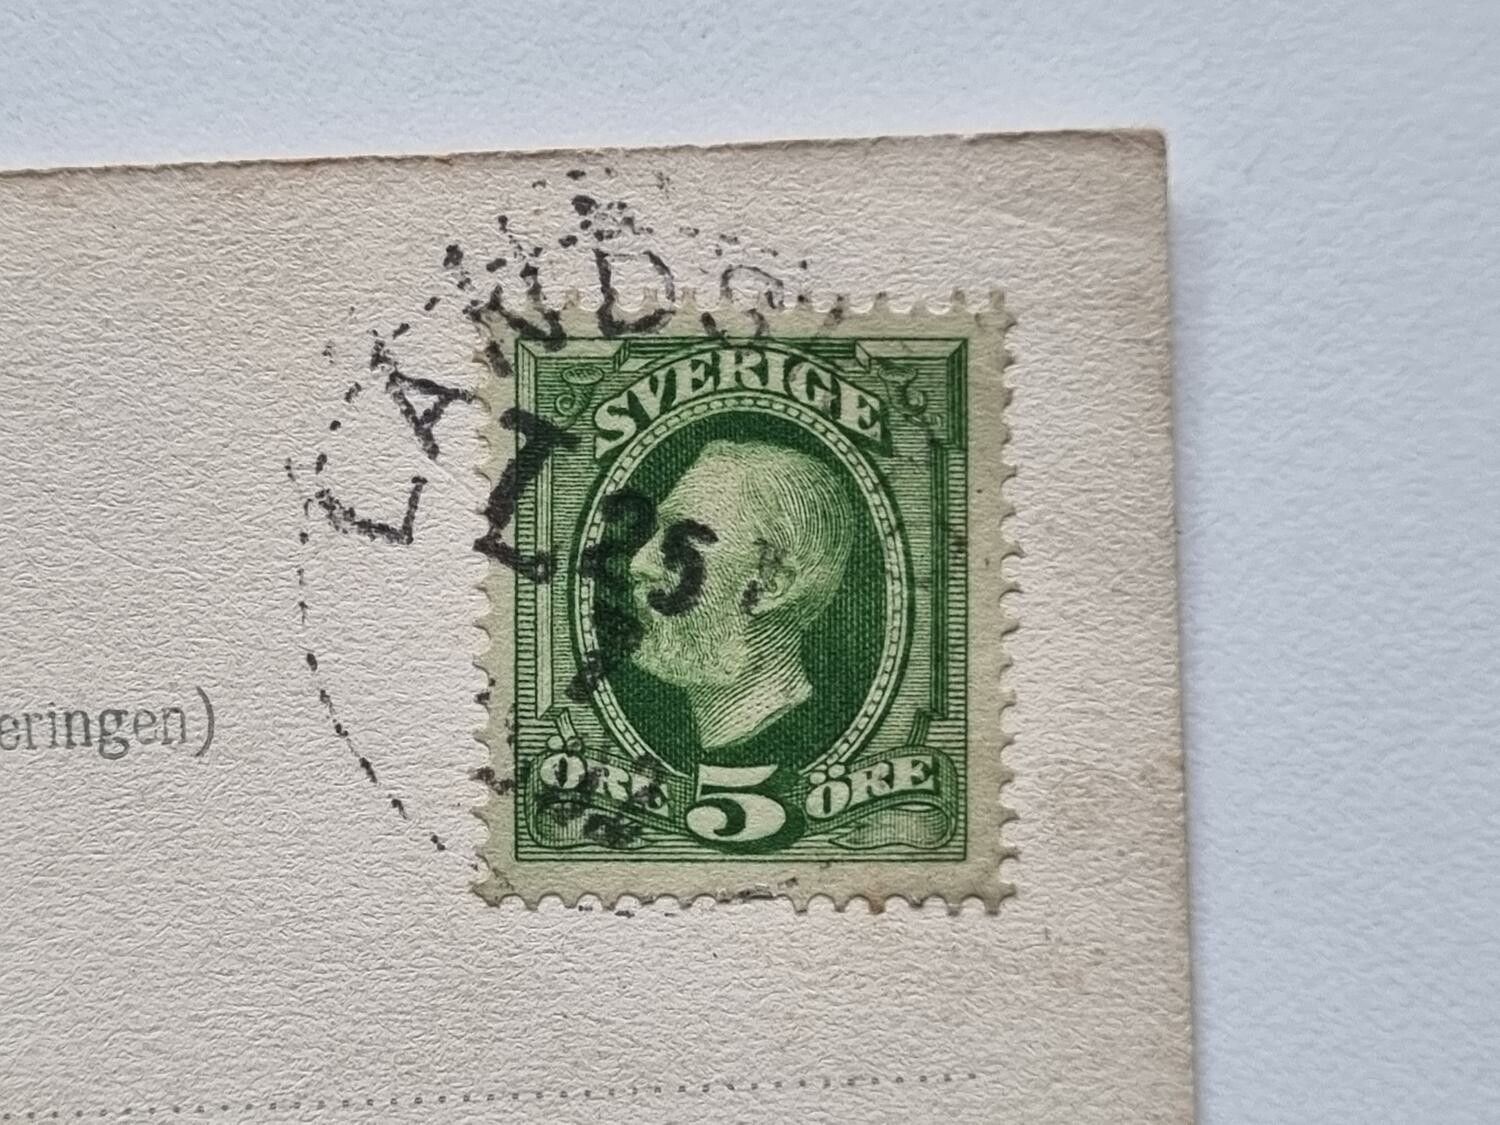 LANDS
SVERIGE
ÖRE 5 ÖRE
eringen)